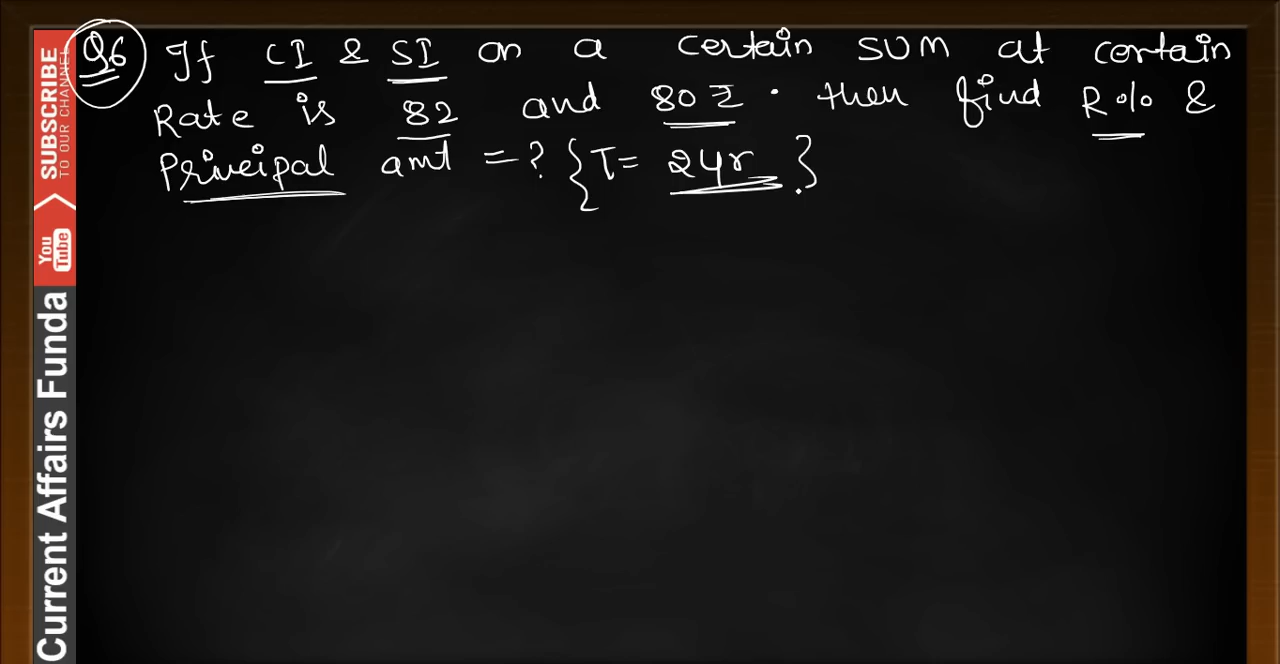 Q6 If CI & SI on a certain SUM at certain
Rate is 82 and 80 ₹. then find R% &
Principal amt =? {T= 2yr}
SUBSCRIBE
TO OUR CHANNEL
You Tube
Current Affairs Funda